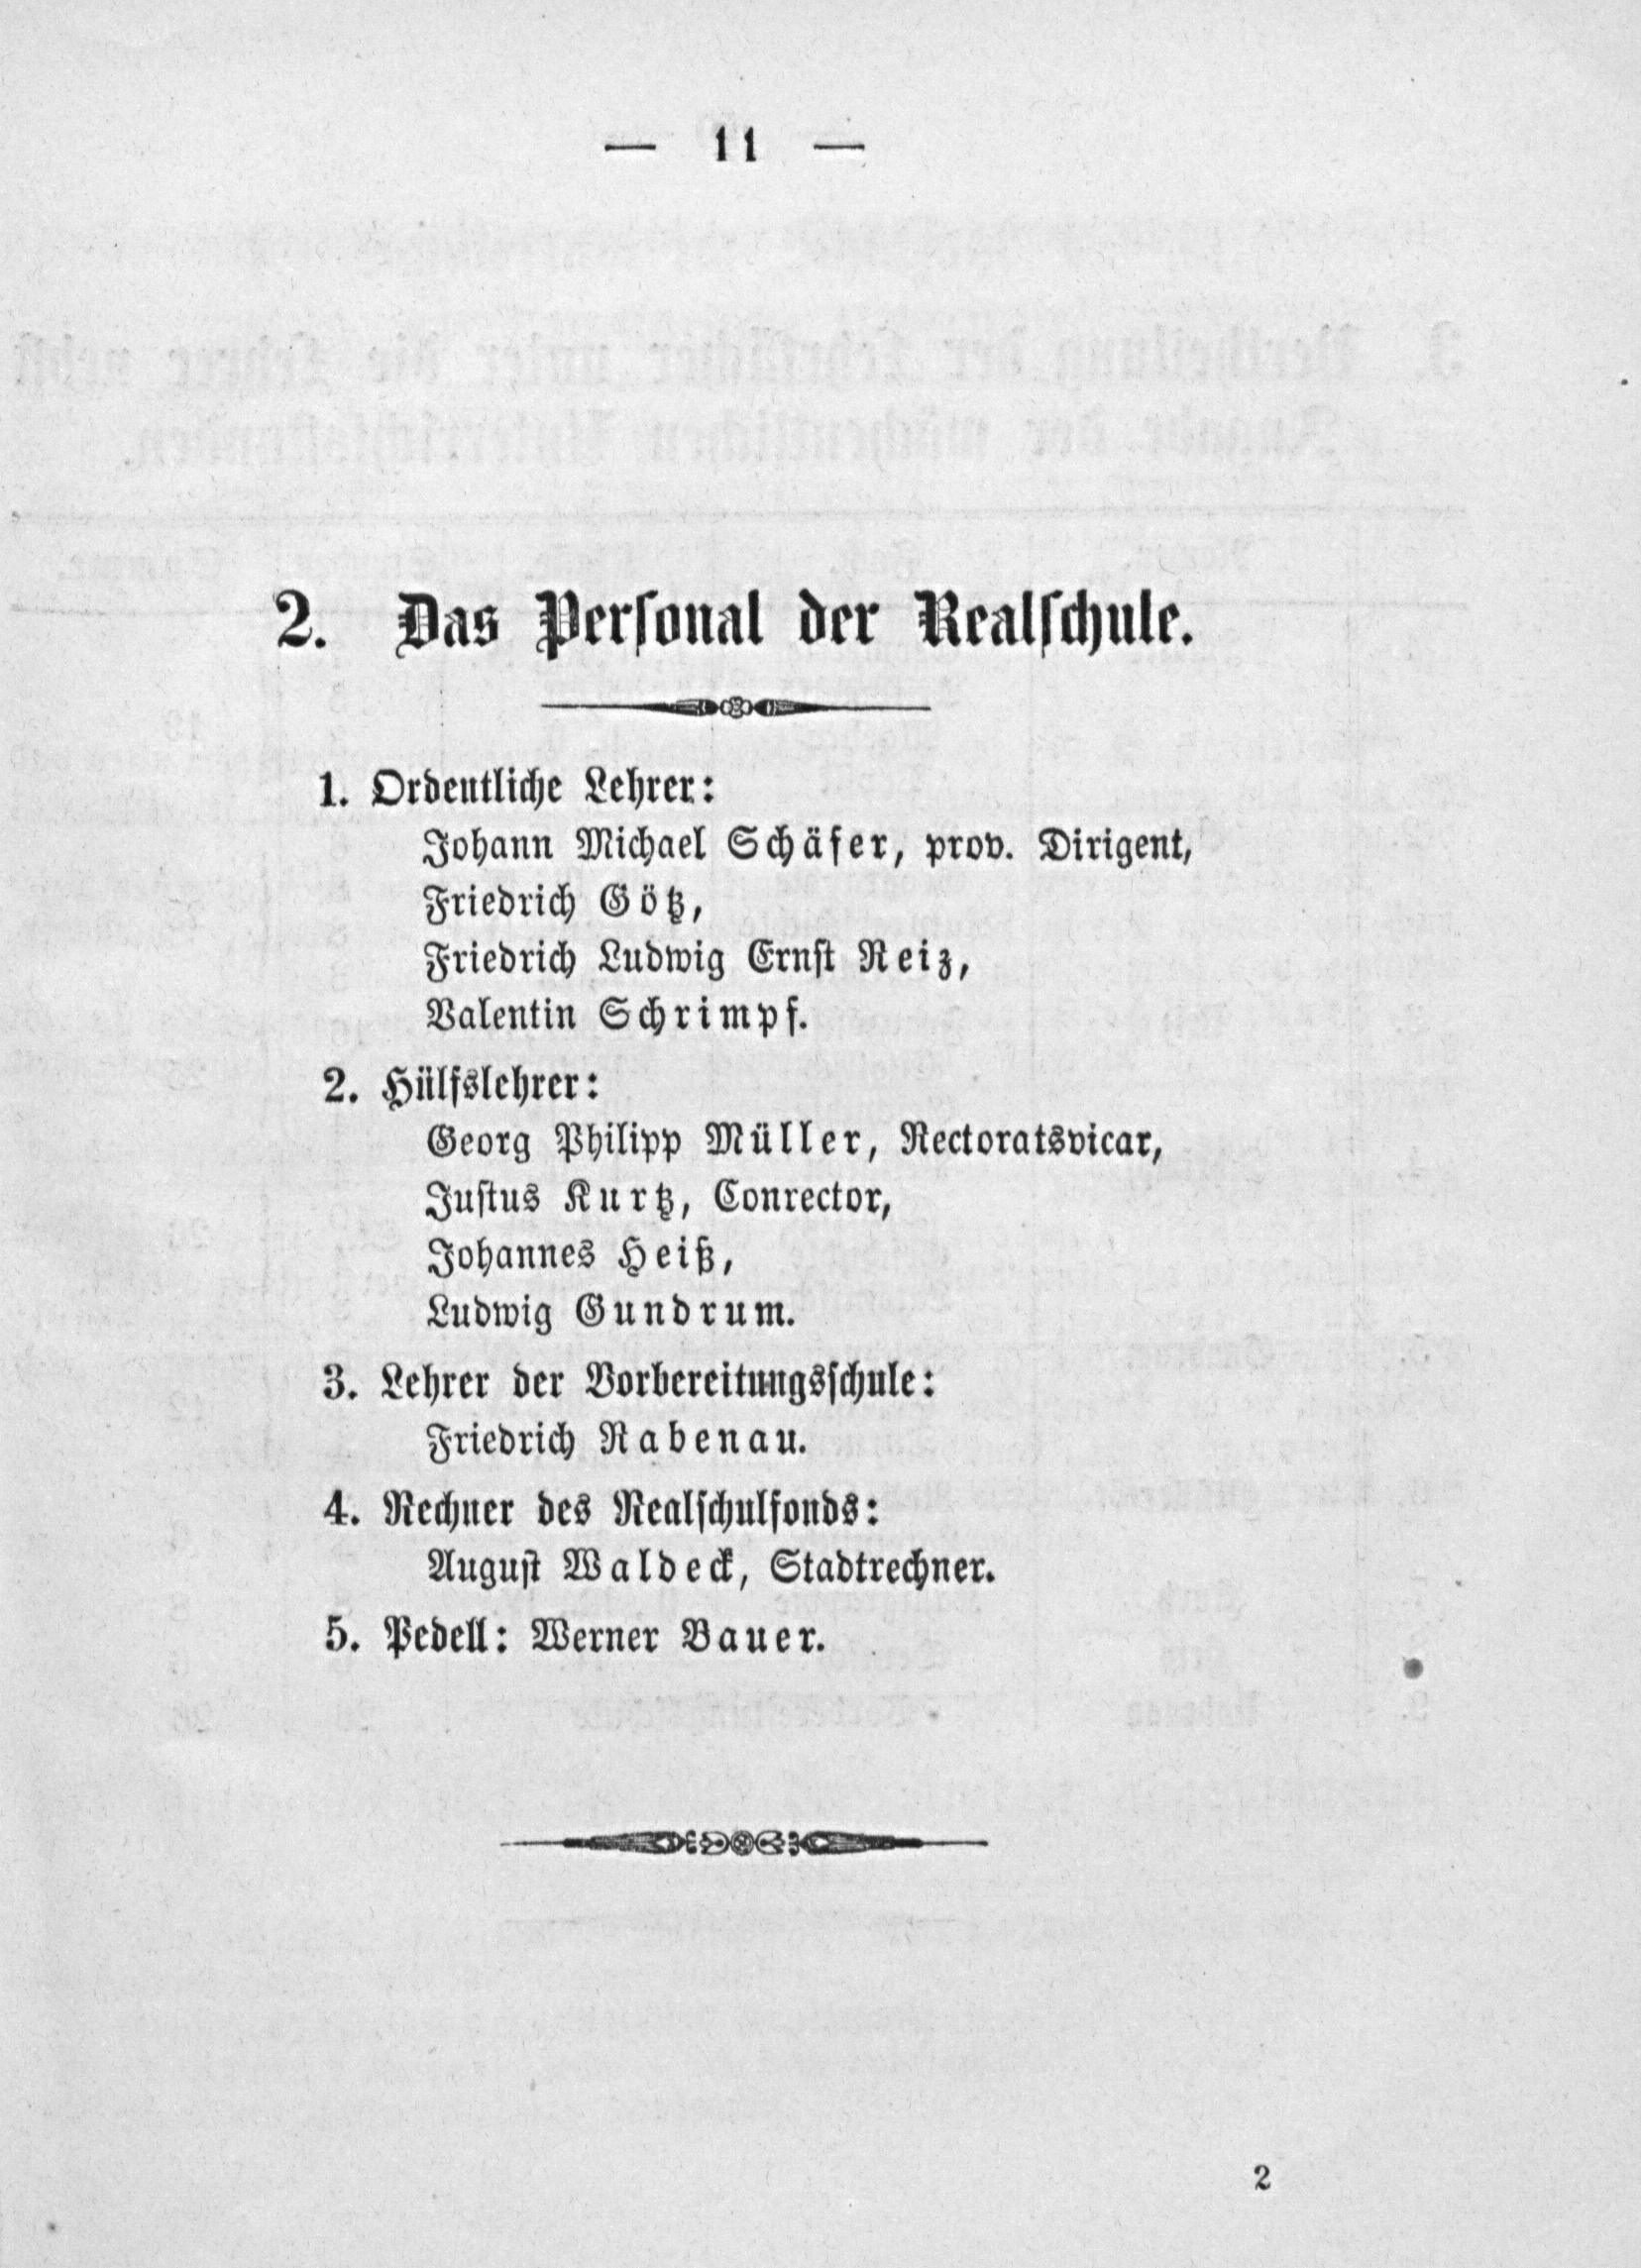 — 11 —
2. Das Personal der Realschule.
1. Ordentliche Lehrer:
Johann Michael Schäfer, prov. Dirigent,
Friedrich Götz,
Friedrich Ludwig Ernst Reiz,
Valentin Schrimpf.
2. Hülfslehrer:
Georg Philipp Müller, Rectoratsvicar,
Justus Kurtz, Conrector,
Johannes Heiß,
Ludwig Gundrum.
3. Lehrer der Vorbereitungsschule:
Friedrich Rabenau.
4. Rechner des Realschulfonds:
August Waldeck, Stadtrechner.
5. Pedell: Werner Bauer.
2